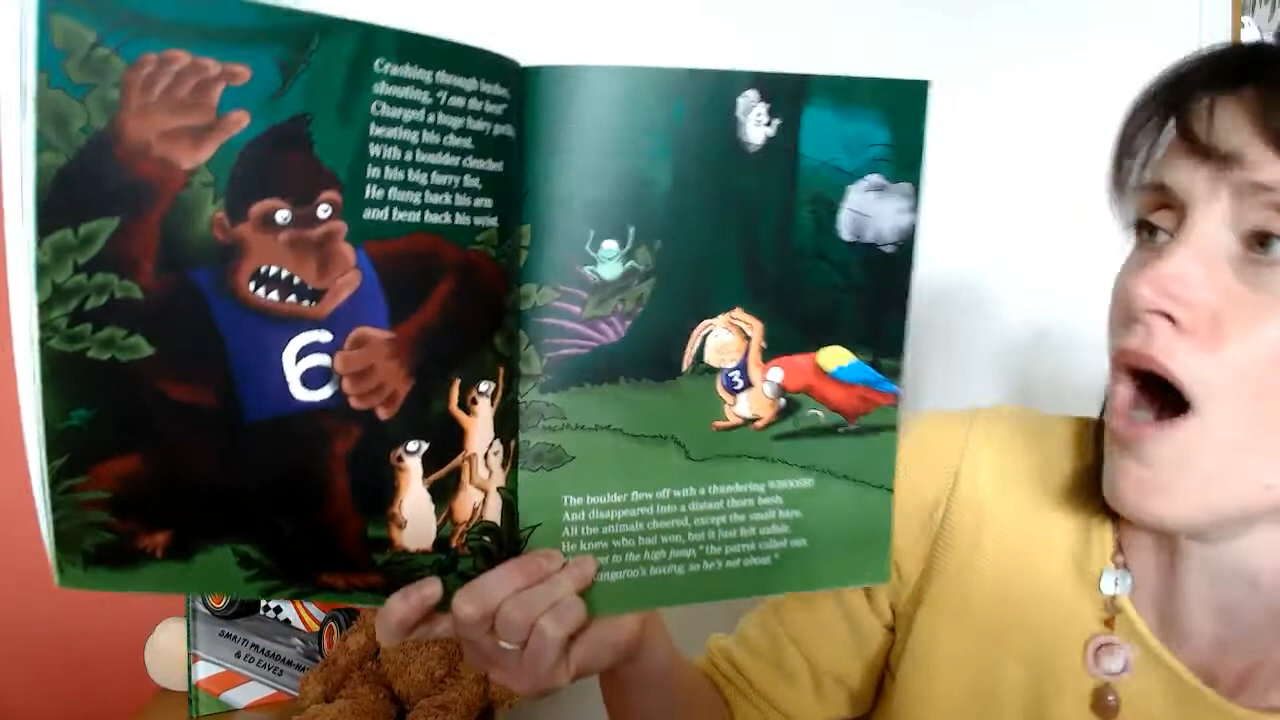 Crashing through bushes,
shouting, "I am the best"
Charged a huge hairy gorilla
beating his chest.
With a boulder clenched
in his big furry fist,
He flung back his arm
and bent back his wrist.
6
3
The boulder flew off with a thundering WHOOSH!
And disappeared into a distant thorn bush.
All the animals cheered, except the small hare.
He knew who had won, but it just felt unfair.
get to the high jump," the parrot called out.
Kangaroo's boxing, so he's not about."
SMRITI PRASADAM-HA
& ED EAVES